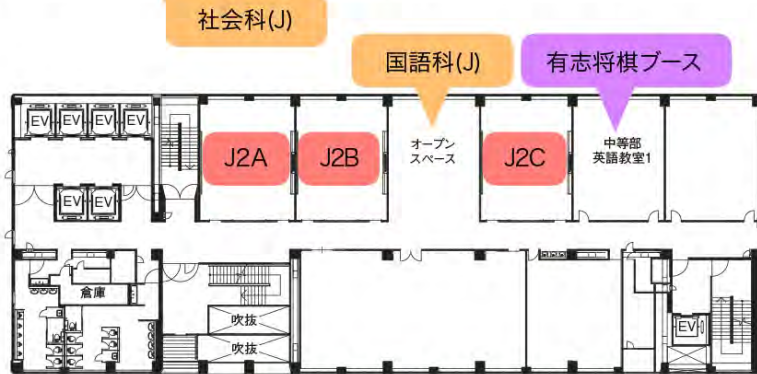 社会科(J)
国語科(J)
有志将棋ブース
EV EV EV EV
J2A
J2B
オープン
スペース
J2C
中等部
英語教室1
EV EV
倉庫
吹抜
吹抜
EV